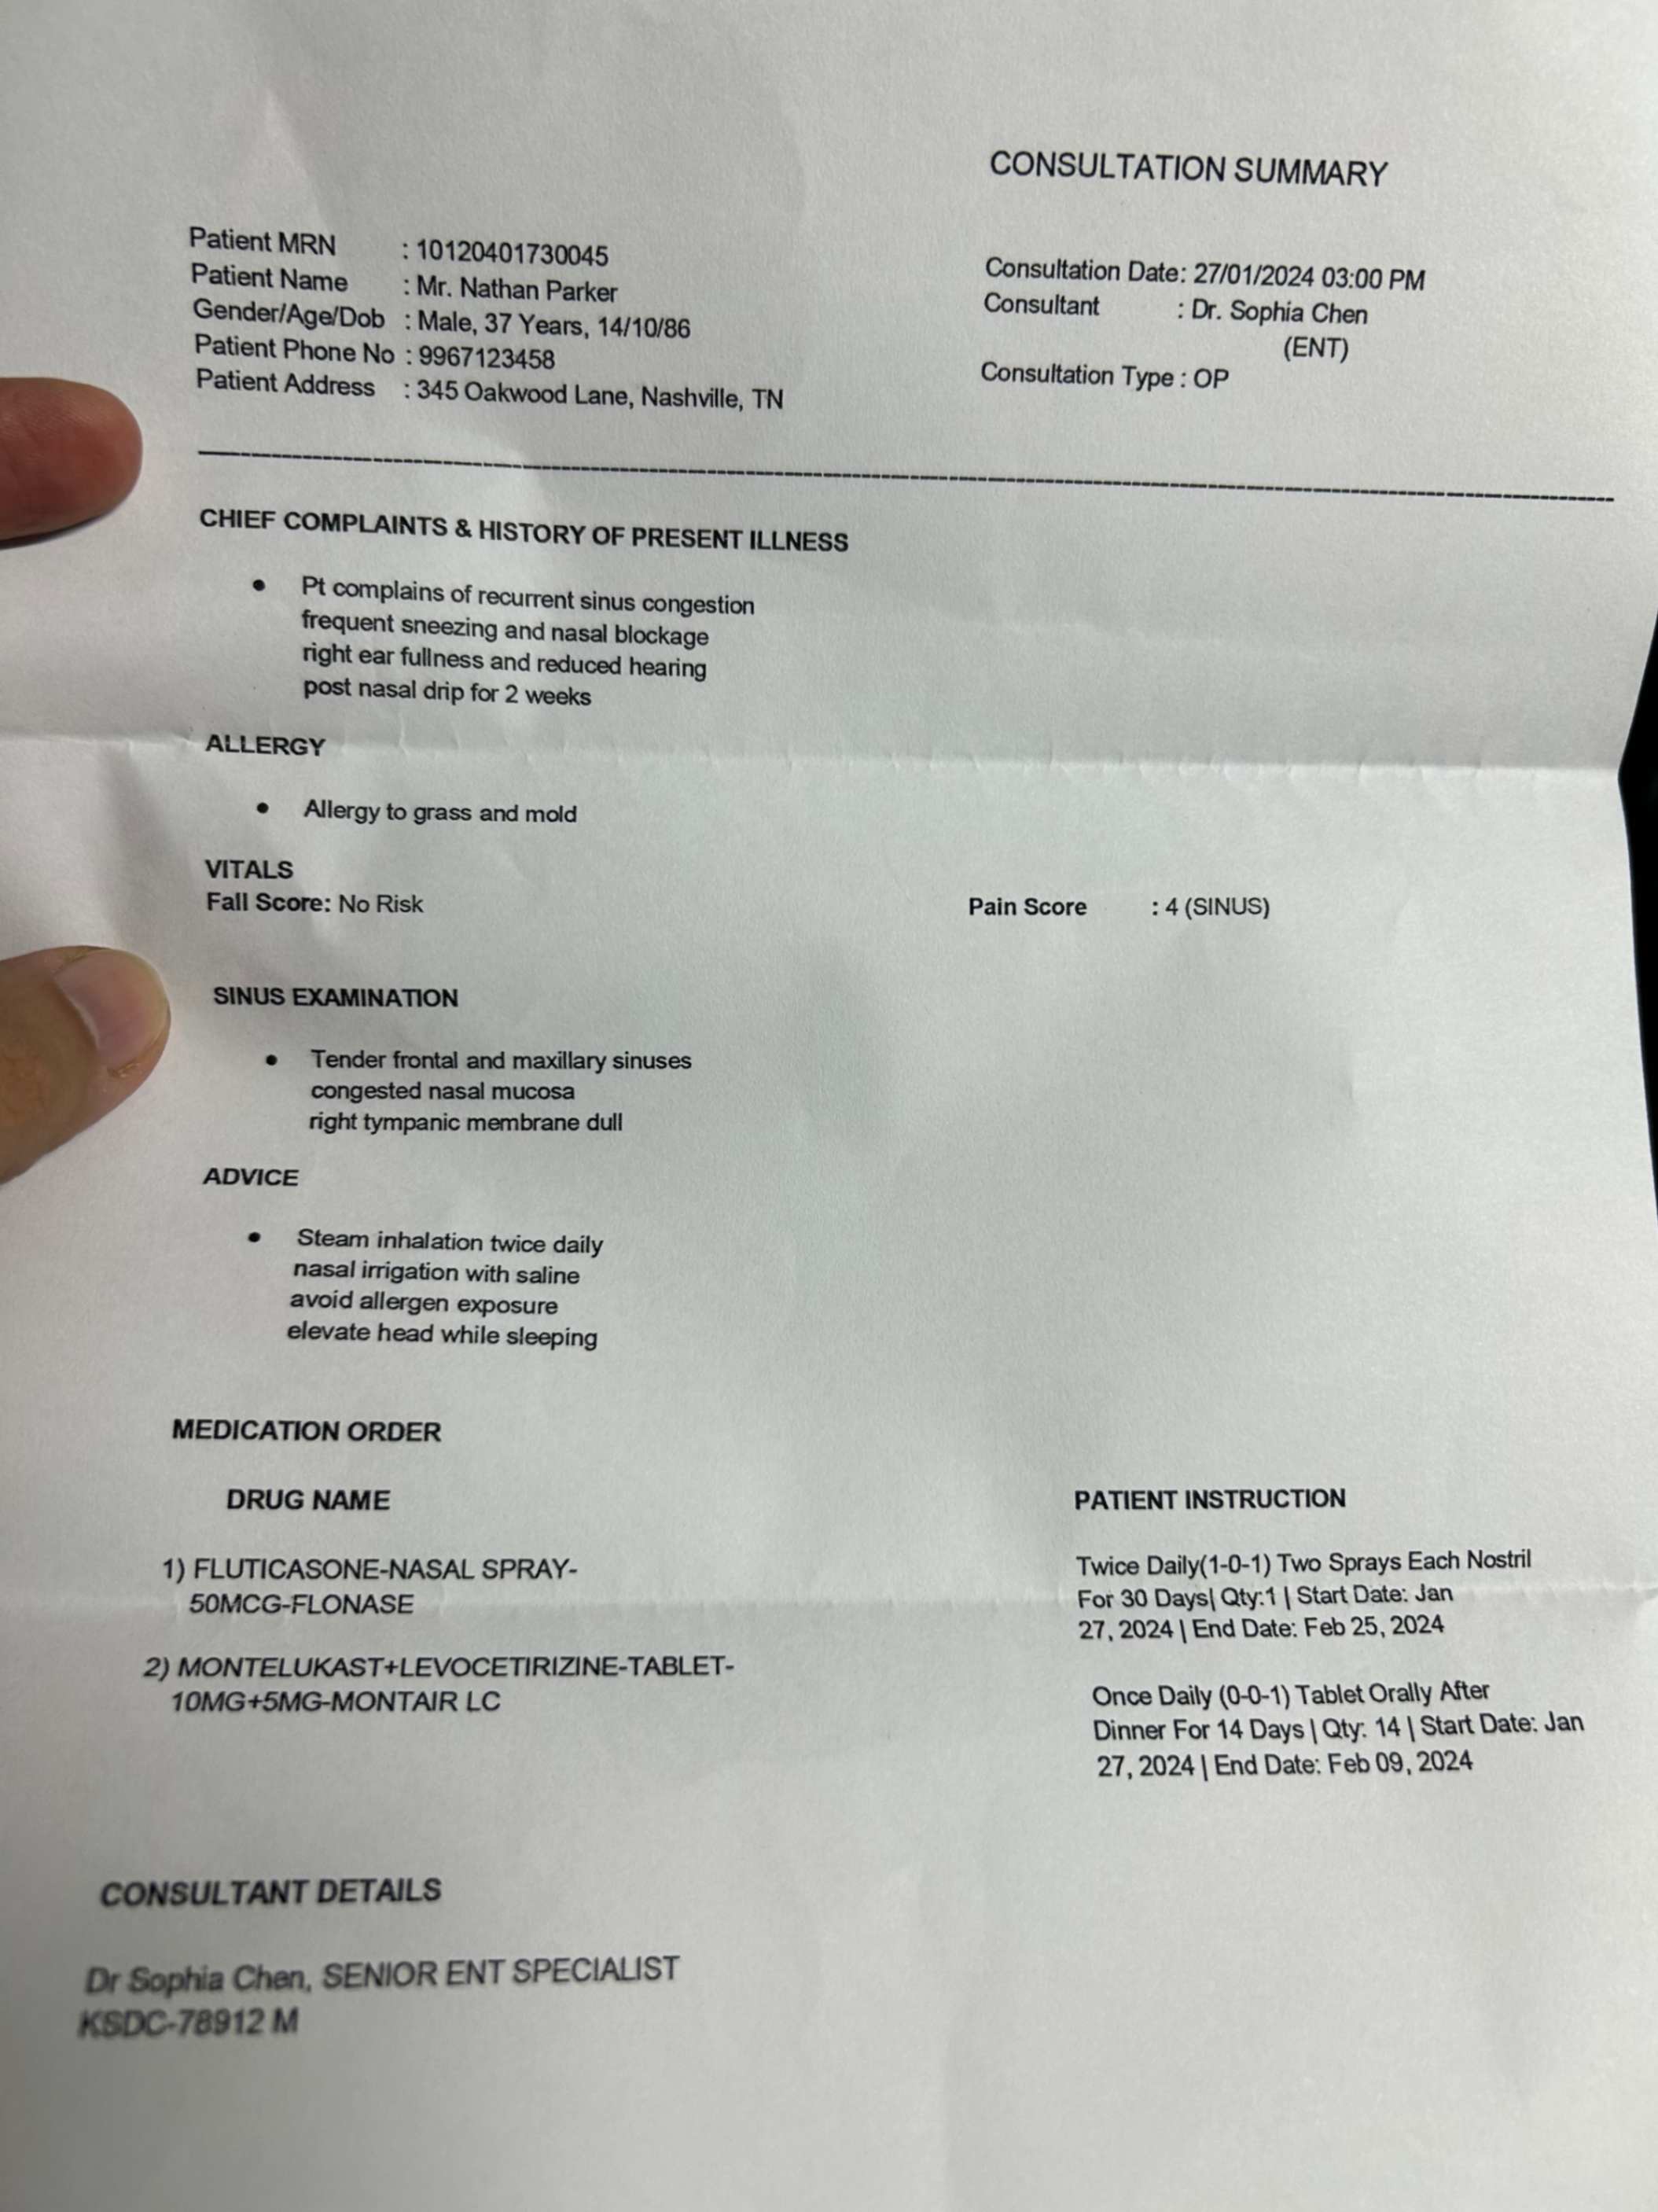 CONSULTATION SUMMARY
Patient MRN : 10120401730045
Patient Name : Mr. Nathan Parker
Gender/Age/Dob : Male, 37 Years, 14/10/86
Patient Phone No : 9967123458
Patient Address : 345 Oakwood Lane, Nashville, TN
Consultation Date: 27/01/2024 03:00 PM
Consultant : Dr. Sophia Chen
(ENT)
Consultation Type : OP
CHIEF COMPLAINTS & HISTORY OF PRESENT ILLNESS
• Pt complains of recurrent sinus congestion
frequent sneezing and nasal blockage
right ear fullness and reduced hearing
post nasal drip for 2 weeks
ALLERGY
• Allergy to grass and mold
VITALS
Fall Score: No Risk
Pain Score : 4 (SINUS)
SINUS EXAMINATION
• Tender frontal and maxillary sinuses
congested nasal mucosa
right tympanic membrane dull
ADVICE
• Steam inhalation twice daily
nasal irrigation with saline
avoid allergen exposure
elevate head while sleeping
MEDICATION ORDER
DRUG NAME
PATIENT INSTRUCTION
1) FLUTICASONE-NASAL SPRAY-
50MCG-FLONASE
Twice Daily(1-0-1) Two Sprays Each Nostril
For 30 Days| Qty:1 | Start Date: Jan
27, 2024 | End Date: Feb 25, 2024
2) MONTELUKAST+LEVOCETIRIZINE-TABLET-
10MG+5MG-MONTAIR LC
Once Daily (0-0-1) Tablet Orally After
Dinner For 14 Days | Qty: 14 | Start Date: Jan
27, 2024 | End Date: Feb 09, 2024
CONSULTANT DETAILS
Dr Sophia Chen, SENIOR ENT SPECIALIST
KSDC-78912 M